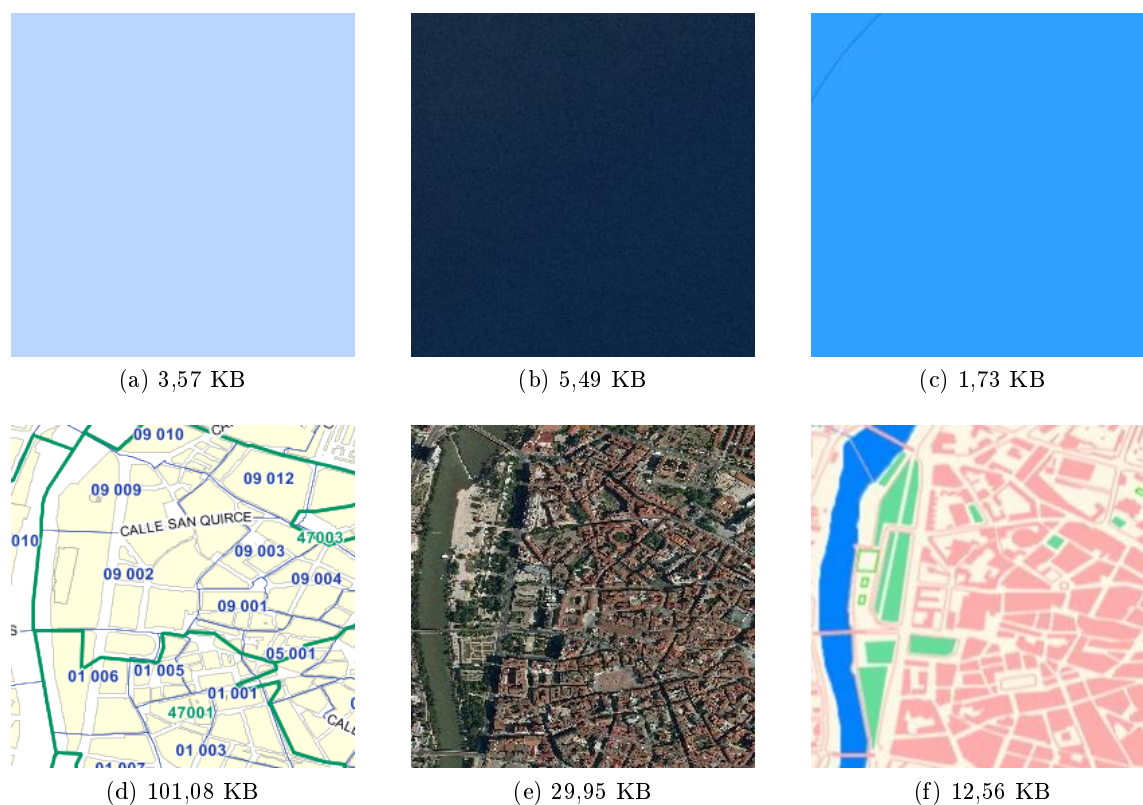 (a) 3,57 KB
(b) 5,49 KB
(c) 1,73 KB
09 010
09 012
09 009
CALLE SAN QUIRCE
47003
010
09 003
09 002
09 004
09 001
S
05 001
01 006
01 005
01 001
47001
CALL
01 003
01 007
(d) 101,08 KB
(e) 29,95 KB
(f) 12,56 KB